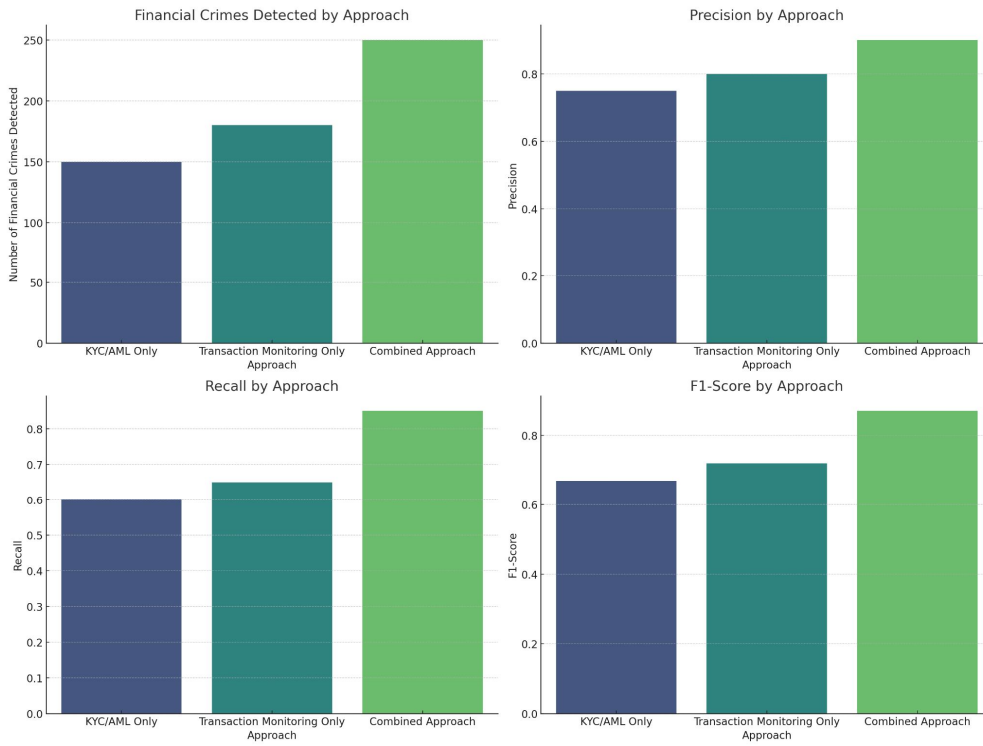 Financial Crimes Detected by Approach
Number of Financial Crimes Detected
250
200
150
100
50
0
KYC/AML Only
Transaction Monitoring Only
Combined Approach
Approach
Precision by Approach
Precision
0.8
0.6
0.4
0.2
0.0
KYC/AML Only
Transaction Monitoring Only
Combined Approach
Approach
Recall by Approach
Recall
0.8
0.7
0.6
0.5
0.4
0.3
0.2
0.1
0.0
KYC/AML Only
Transaction Monitoring Only
Combined Approach
Approach
F1-Score by Approach
F1-Score
0.8
0.6
0.4
0.2
0.0
KYC/AML Only
Transaction Monitoring Only
Combined Approach
Approach